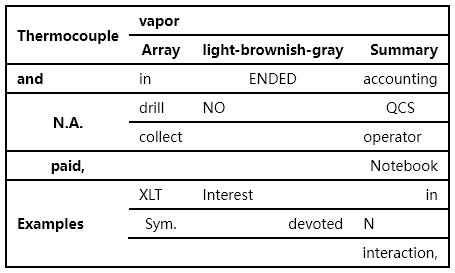 Thermocouple vapor
Array light-brownish-gray Summary
and in ENDED accounting
N.A. drill NO QCS
collect operator
paid, Notebook
Examples XLT Interest in
Sym. devoted N
interaction,